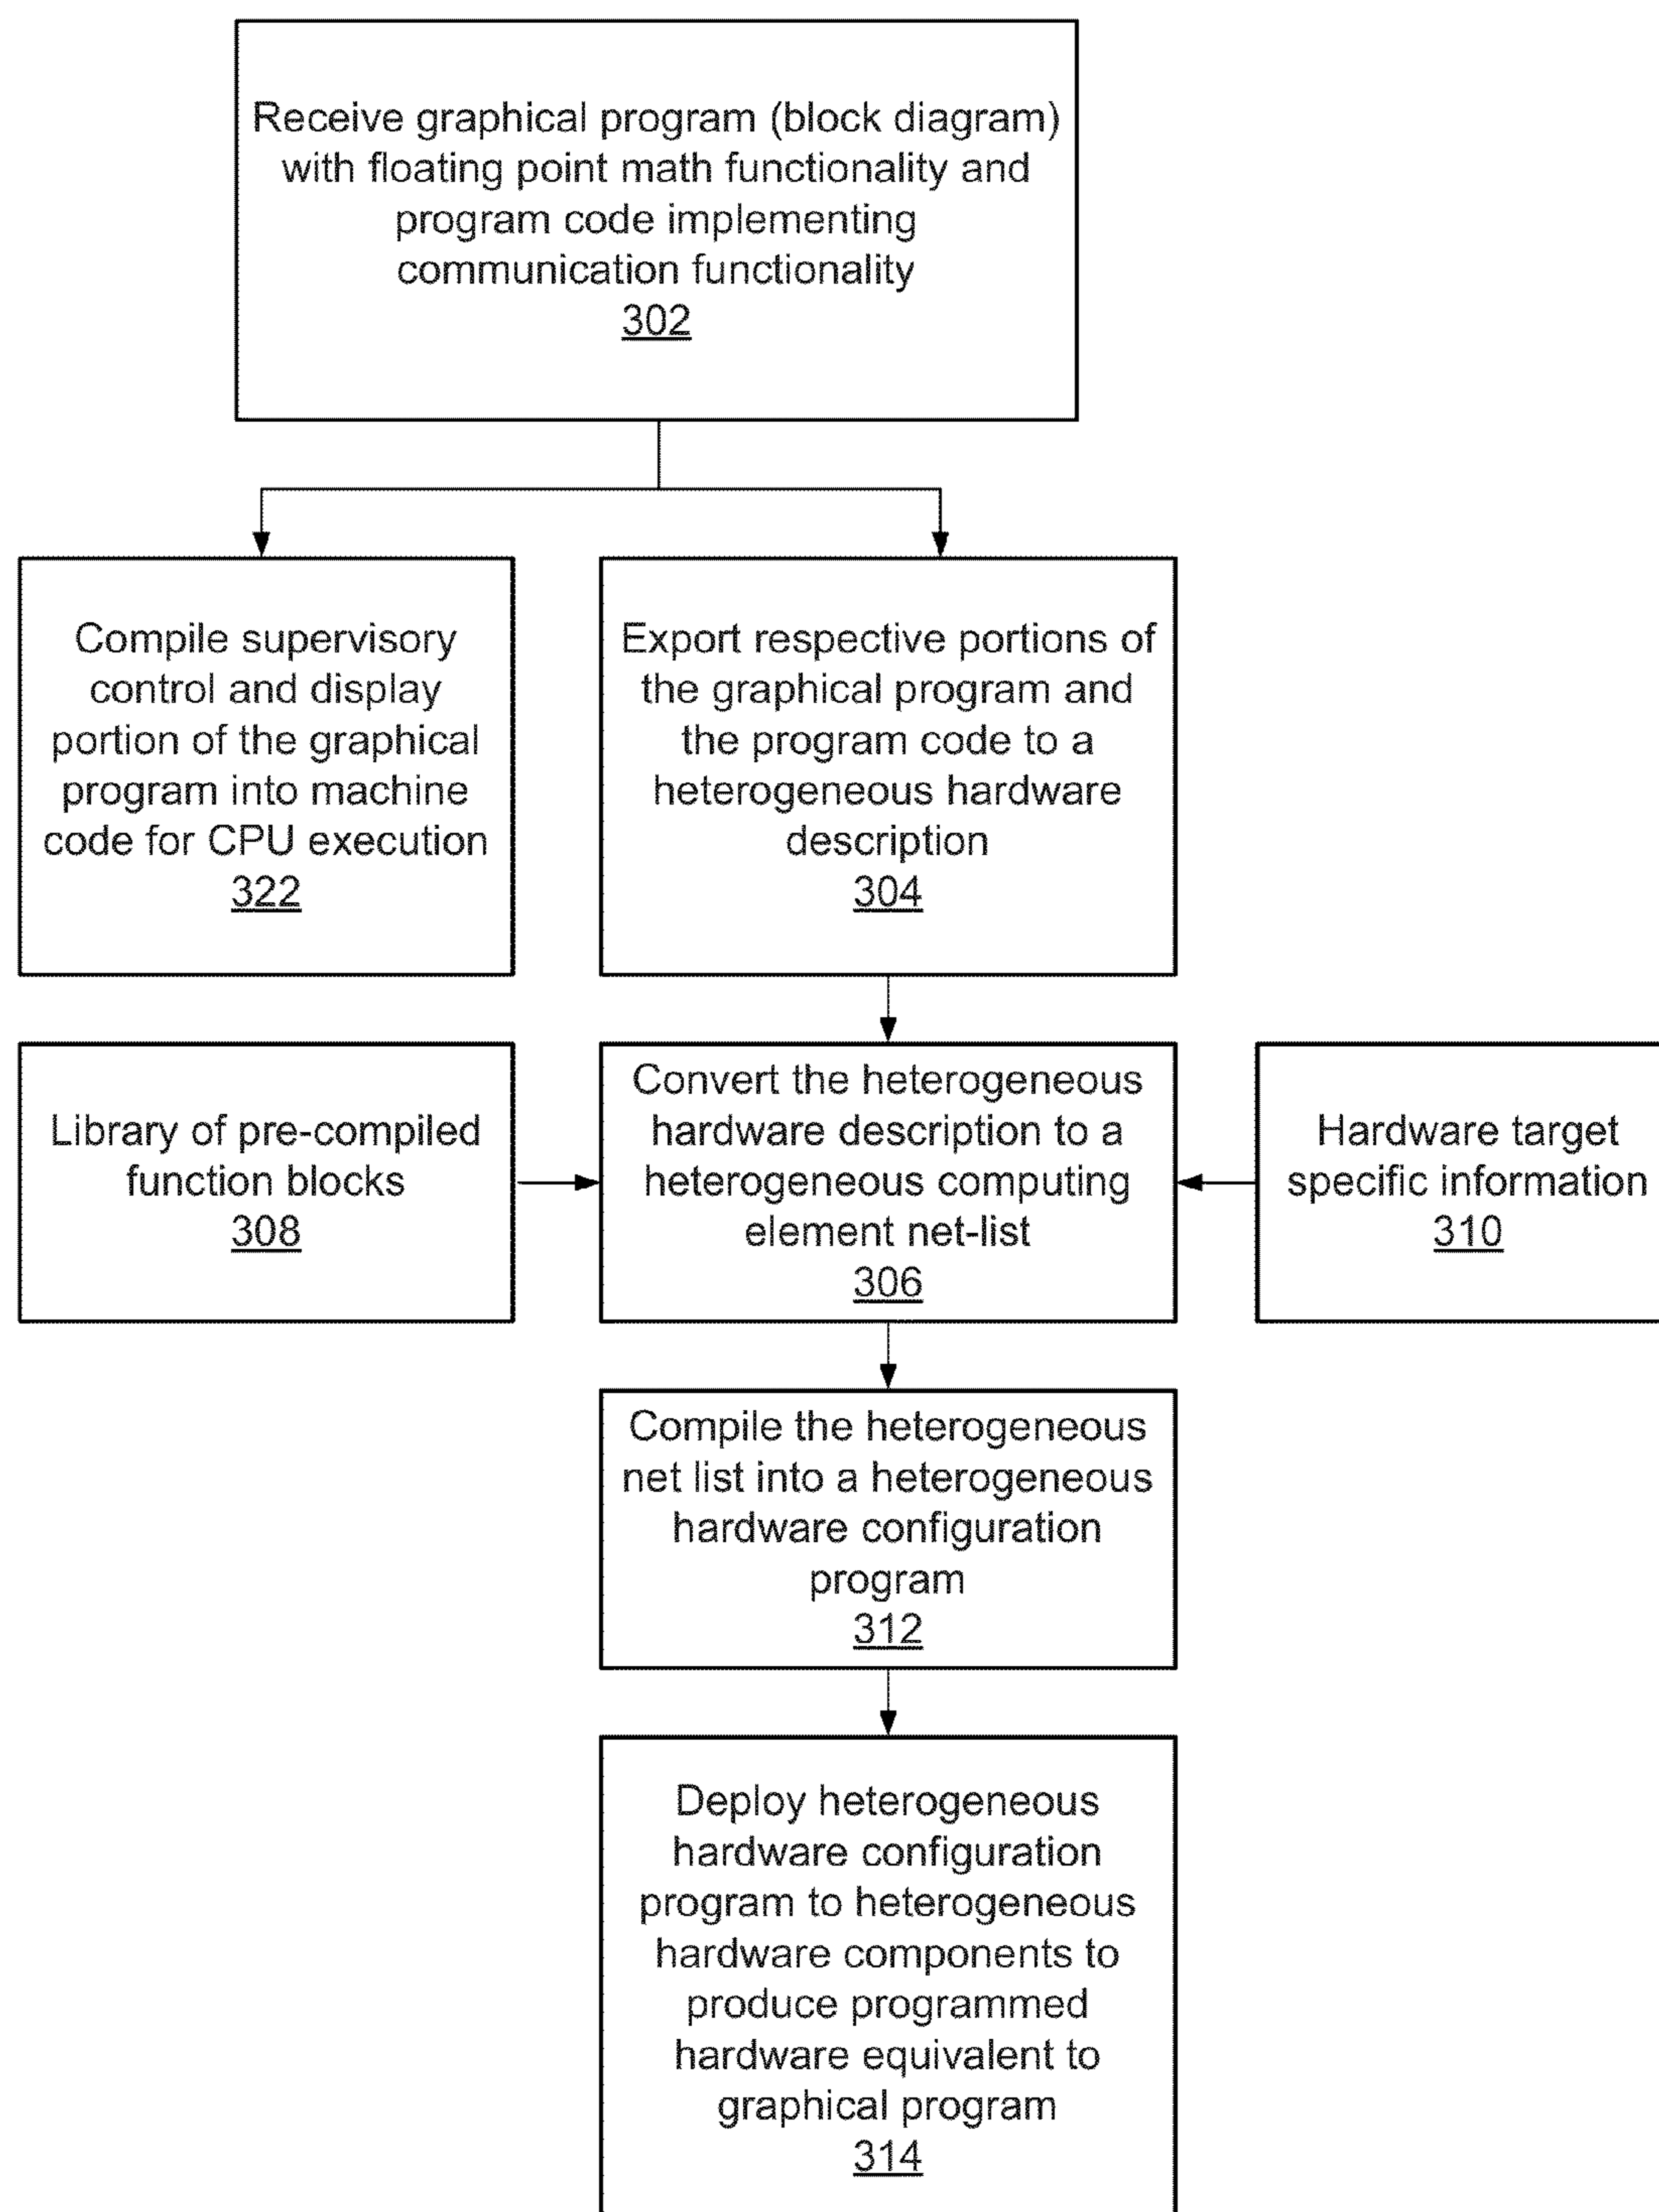 Receive graphical program (block diagram)
with floating point math functionality and
program code implementing
communication functionality
302
Compile supervisory
control and display
portion of the graphical
program into machine
code for CPU execution
322
Export respective portions of
the graphical program and
the program code to a
heterogeneous hardware
description
304
Library of pre-compiled
function blocks
308
Convert the heterogeneous
hardware description to a
heterogeneous computing
element net-list
306
Hardware target
specific information
310
Compile the heterogeneous
net list into a heterogeneous
hardware configuration
program
312
Deploy heterogeneous
hardware configuration
program to heterogeneous
hardware components to
produce programmed
hardware equivalent to
graphical program
314